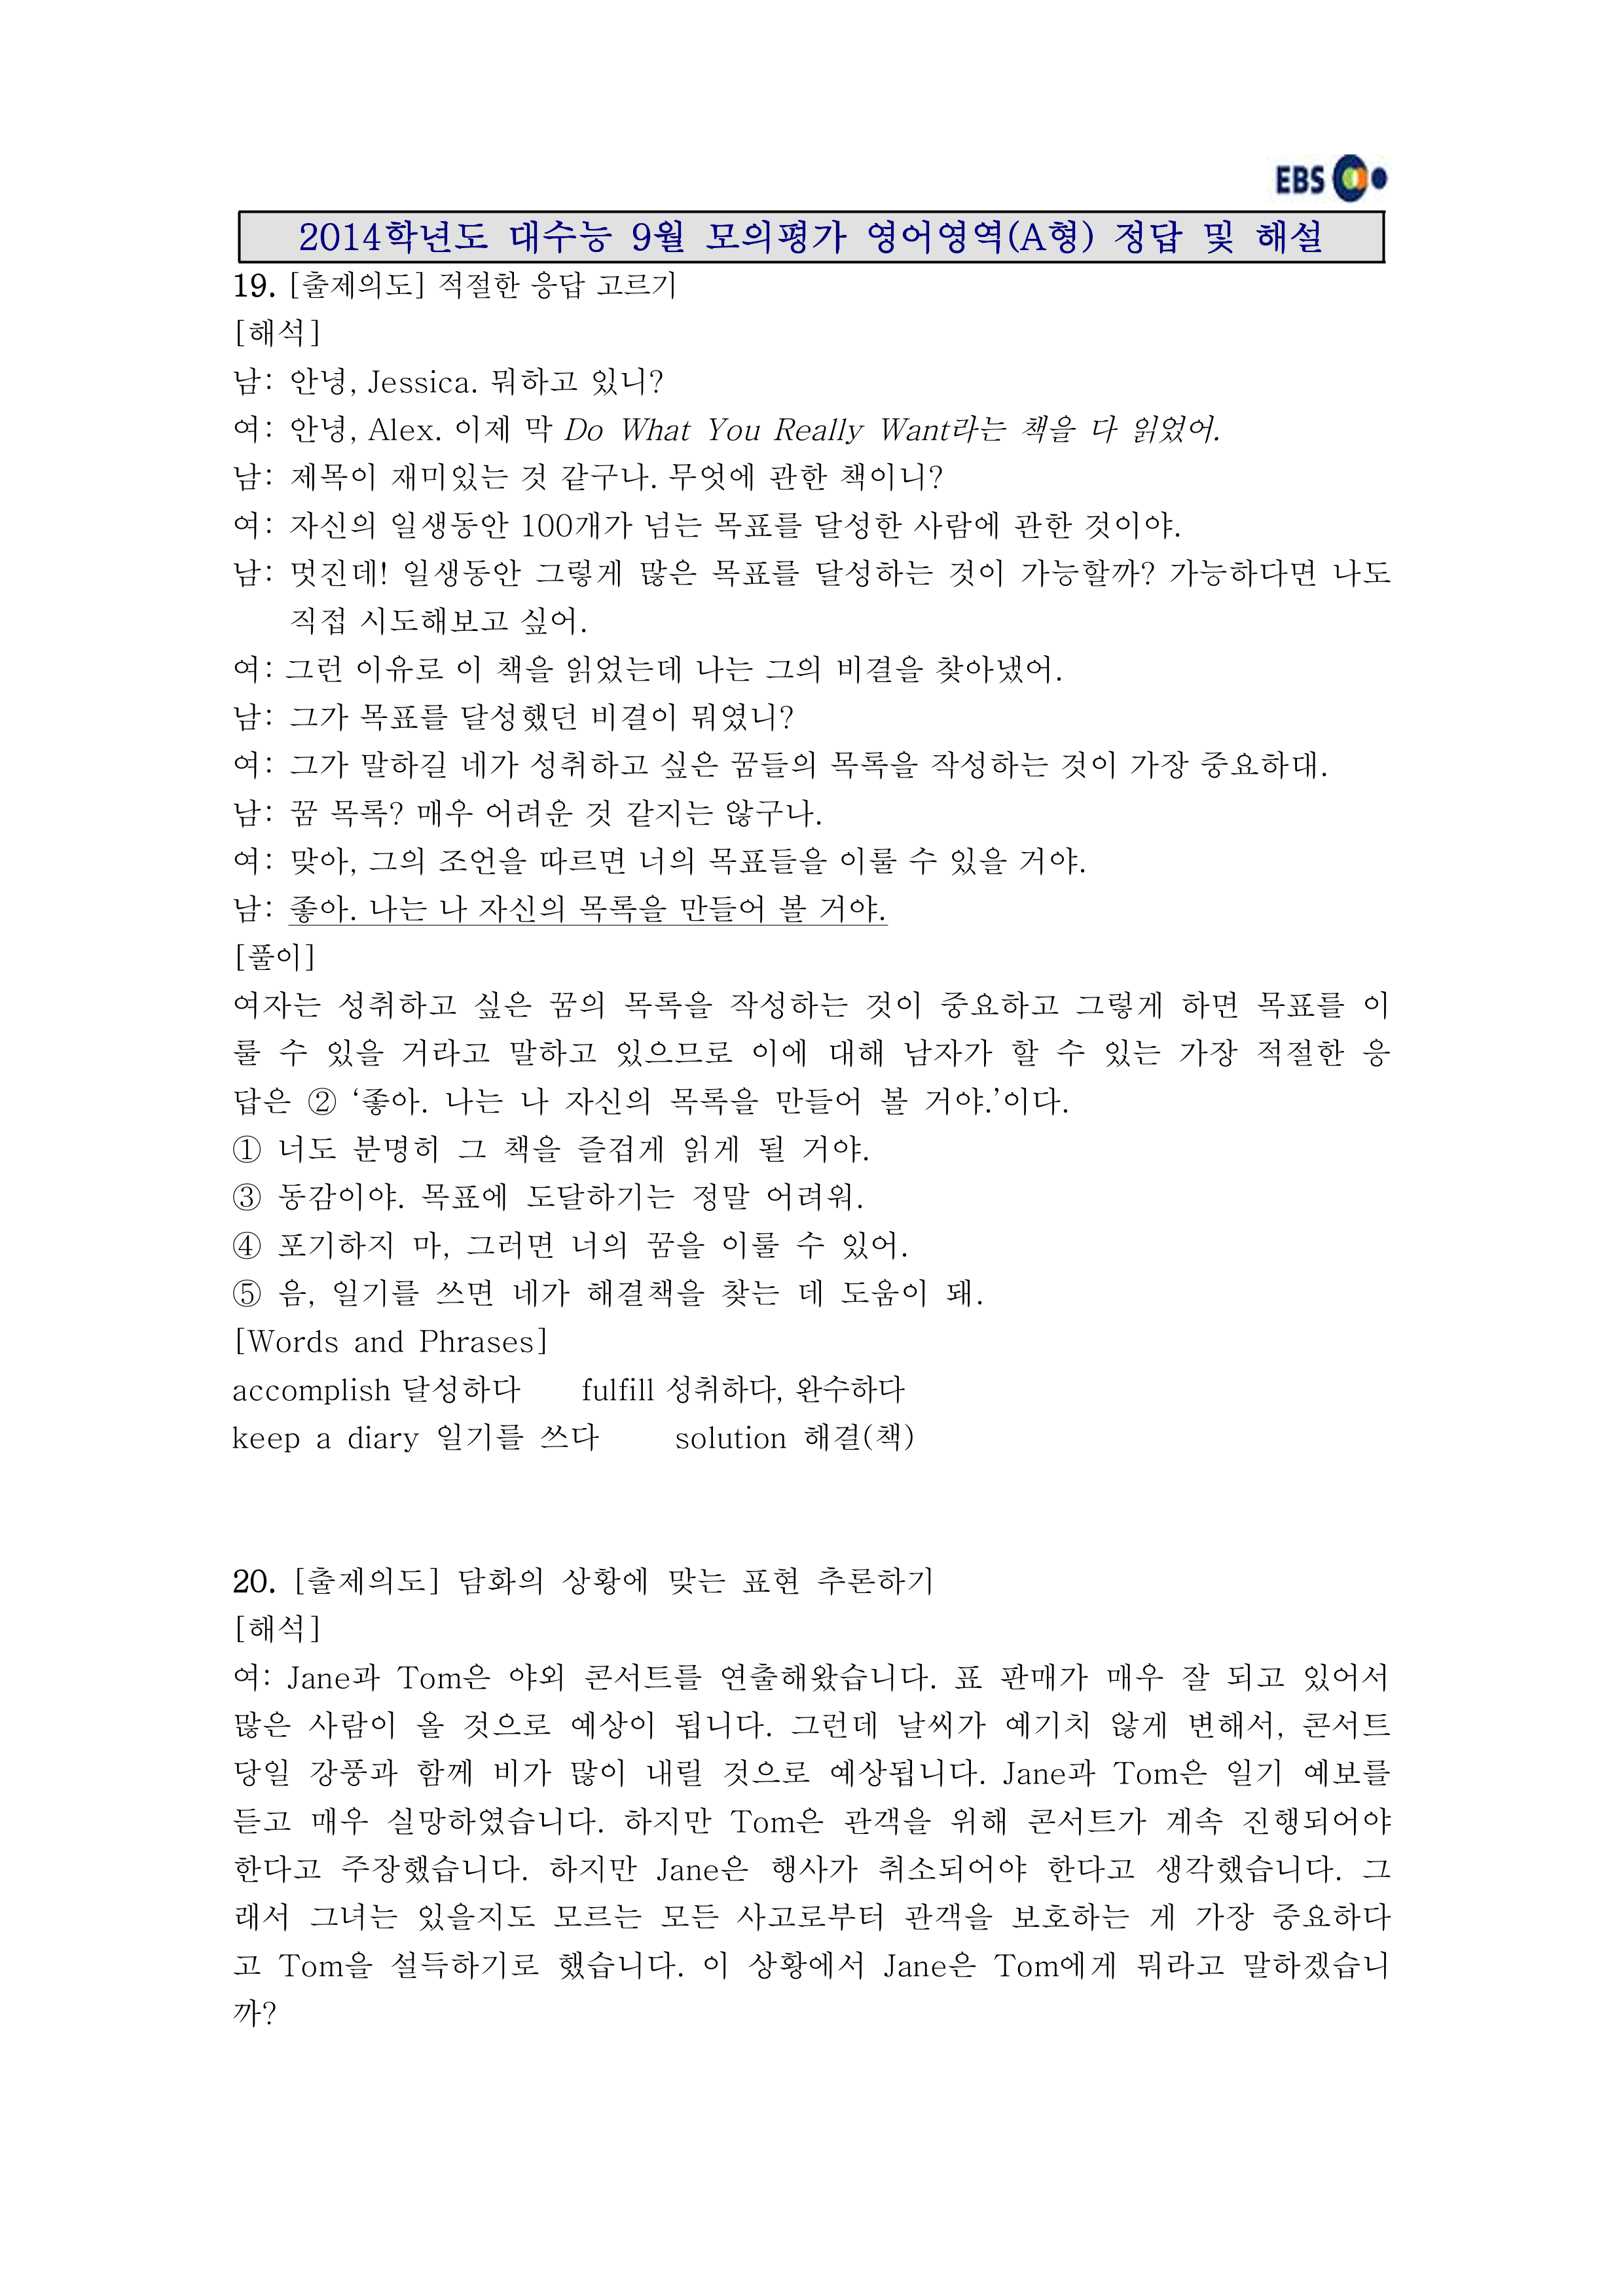 EBS
2014학년도 대수능 9월 모의평가 영어영역(A형) 정답 및 해설
19. [출제의도] 적절한 응답 고르기
[해석]
남: 안녕, Jessica. 뭐하고 있니?
여: 안녕, Alex. 이제 막 Do What You Really Want라는 책을 다 읽었어.
남: 제목이 재미있는 것 같구나. 무엇에 관한 책이니?
여: 자신의 일생동안 100개가 넘는 목표를 달성한 사람에 관한 것이야.
남: 멋진데! 일생동안 그렇게 많은 목표를 달성하는 것이 가능할까? 가능하다면 나도
직접 시도해보고 싶어.
여: 그런 이유로 이 책을 읽었는데 나는 그의 비결을 찾아냈어.
남: 그가 목표를 달성했던 비결이 뭐였니?
여: 그가 말하길 네가 성취하고 싶은 꿈들의 목록을 작성하는 것이 가장 중요하대.
남: 꿈 목록? 매우 어려운 것 같지는 않구나.
여: 맞아, 그의 조언을 따르면 너의 목표들을 이룰 수 있을 거야.
남: 좋아. 나는 나 자신의 목록을 만들어 볼 거야.
[풀이]
여자는 성취하고 싶은 꿈의 목록을 작성하는 것이 중요하고 그렇게 하면 목표를 이
룰 수 있을 거라고 말하고 있으므로 이에 대해 남자가 할 수 있는 가장 적절한 응
답은 ② ‘좋아. 나는 나 자신의 목록을 만들어 볼 거야.’이다.
① 너도 분명히 그 책을 즐겁게 읽게 될 거야.
③ 동감이야. 목표에 도달하기는 정말 어려워.
④ 포기하지 마, 그러면 너의 꿈을 이룰 수 있어.
⑤ 음, 일기를 쓰면 네가 해결책을 찾는 데 도움이 돼.
[Words and Phrases]
accomplish 달성하다 fulfill 성취하다, 완수하다
keep a diary 일기를 쓰다 solution 해결(책)
20. [출제의도] 담화의 상황에 맞는 표현 추론하기
[해석]
여: Jane과 Tom은 야외 콘서트를 연출해왔습니다. 표 판매가 매우 잘 되고 있어서
많은 사람이 올 것으로 예상이 됩니다. 그런데 날씨가 예기치 않게 변해서, 콘서트
당일 강풍과 함께 비가 많이 내릴 것으로 예상됩니다. Jane과 Tom은 일기 예보를
듣고 매우 실망하였습니다. 하지만 Tom은 관객을 위해 콘서트가 계속 진행되어야
한다고 주장했습니다. 하지만 Jane은 행사가 취소되어야 한다고 생각했습니다. 그
래서 그녀는 있을지도 모르는 모든 사고로부터 관객을 보호하는 게 가장 중요하다
고 Tom을 설득하기로 했습니다. 이 상황에서 Jane은 Tom에게 뭐라고 말하겠습니
까?